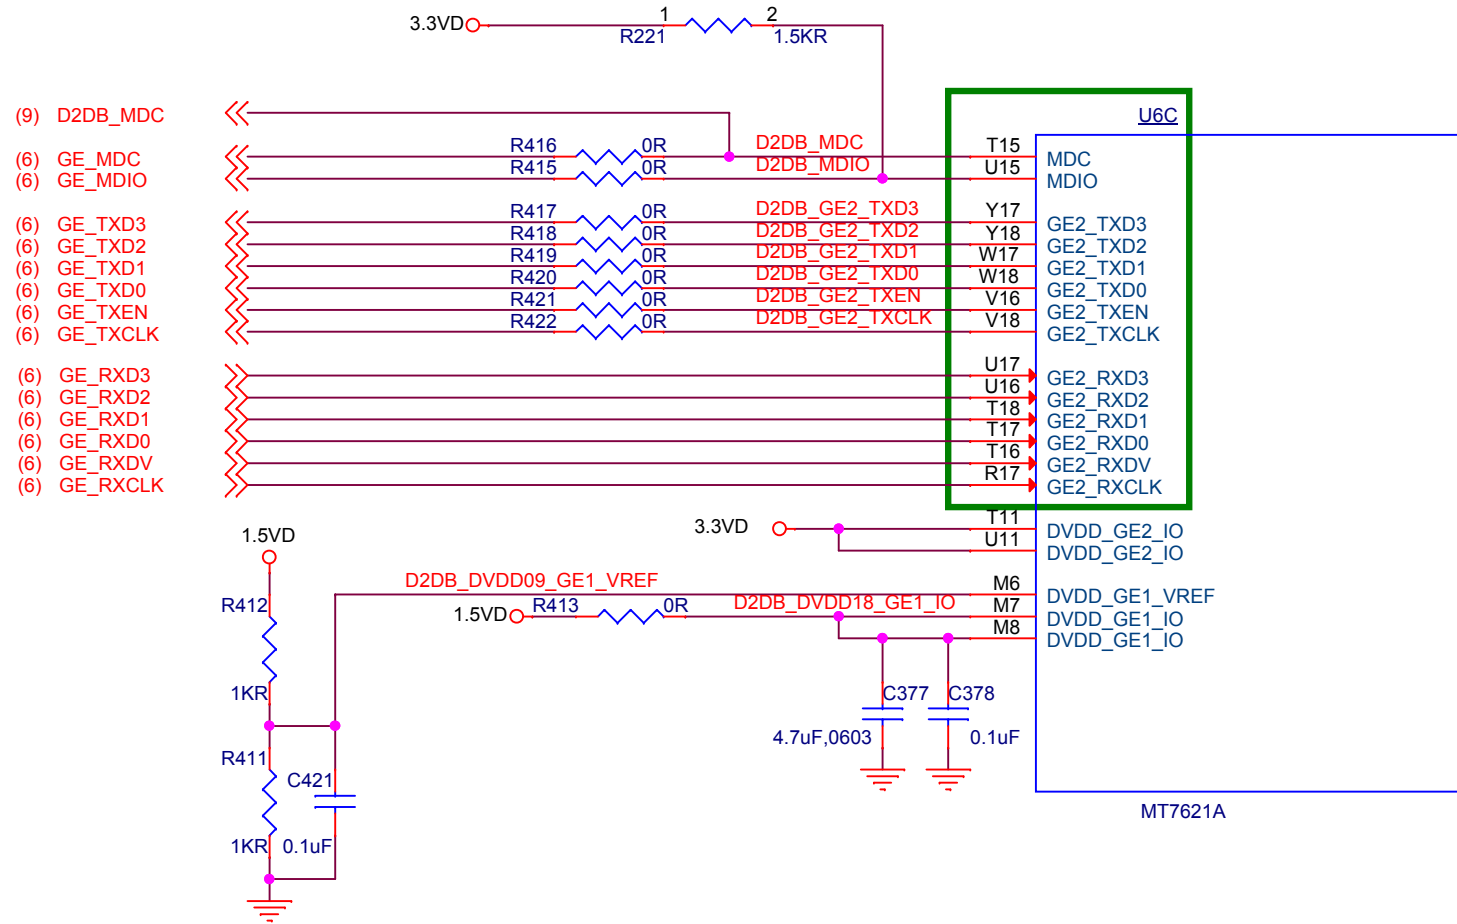 3.3VD
1
2
R221
1.5KR
(9) D2DB_MDC
U6C
(6) GE_MDC
R416
0R
D2DB_MDC
T15
MDC
(6) GE_MDIO
R415
0R
D2DB_MDIO
U15
MDIO
(6) GE_TXD3
R417
0R
D2DB_GE2_TXD3
Y17
GE2_TXD3
(6) GE_TXD2
R418
0R
D2DB_GE2_TXD2
Y18
GE2_TXD2
(6) GE_TXD1
R419
0R
D2DB_GE2_TXD1
W17
GE2_TXD1
(6) GE_TXD0
R420
0R
D2DB_GE2_TXD0
W18
GE2_TXD0
(6) GE_TXEN
R421
0R
D2DB_GE2_TXEN
V16
GE2_TXEN
(6) GE_TXCLK
R422
0R
D2DB_GE2_TXCLK
V18
GE2_TXCLK
(6) GE_RXD3
U17
GE2_RXD3
(6) GE_RXD2
U16
GE2_RXD2
(6) GE_RXD1
T18
GE2_RXD1
(6) GE_RXD0
T17
GE2_RXD0
(6) GE_RXDV
T16
GE2_RXDV
(6) GE_RXCLK
R17
GE2_RXCLK
3.3VD
T11
DVDD_GE2_IO
U11
DVDD_GE2_IO
1.5VD
D2DB_DVDD09_GE1_VREF
M6
DVDD_GE1_VREF
R412
1.5VD
R413
0R
D2DB_DVDD18_GE1_IO
M7
DVDD_GE1_IO
M8
DVDD_GE1_IO
1KR
C377
C378
4.7uF,0603
0.1uF
R411
C421
1KR
0.1uF
MT7621A